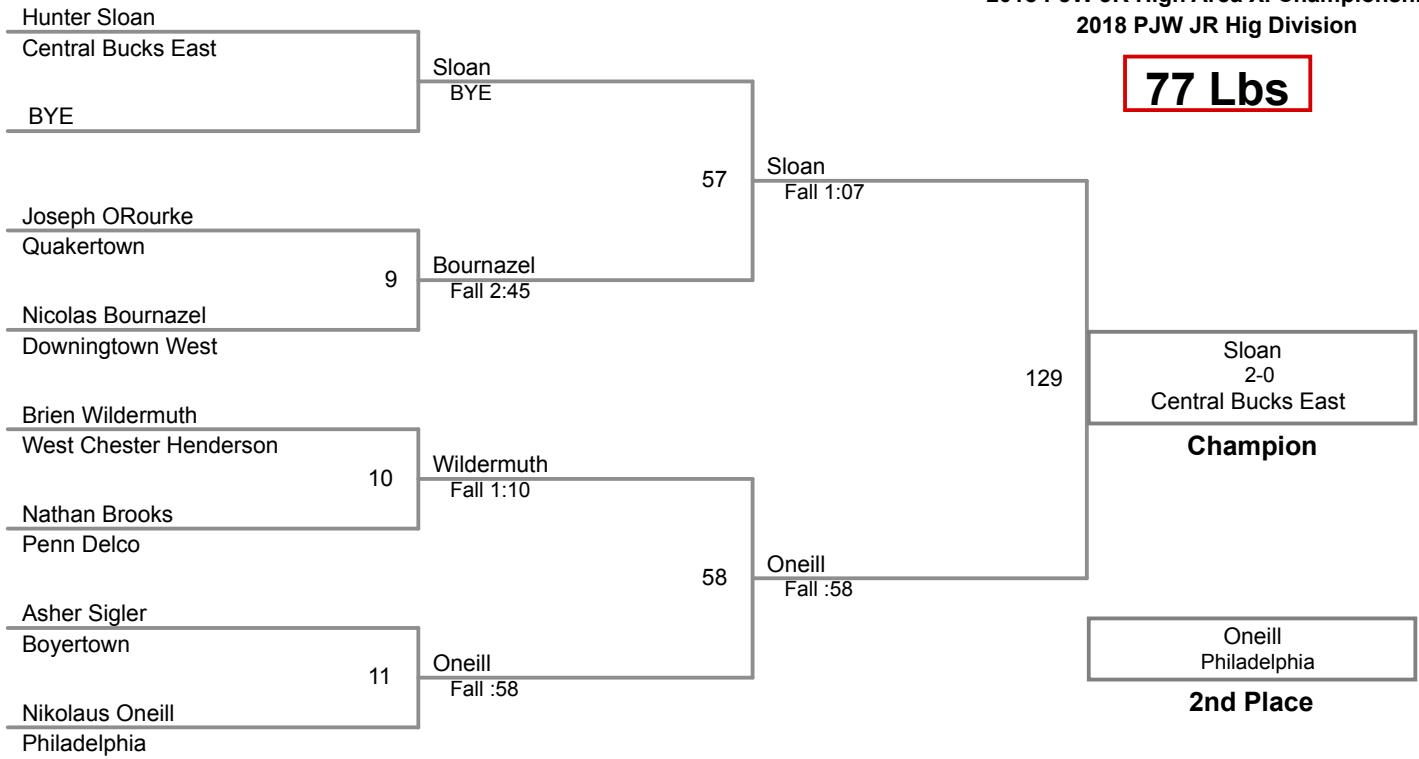 2018 PJW JR Hig Division
77 Lbs
Hunter Sloan
Central Bucks East
BYE
Joseph ORourke
Quakertown
Nicolas Bournazel
Downingtown West
Brien Wildermuth
West Chester Henderson
Nathan Brooks
Penn Delco
Asher Sigler
Boyertown
Nikolaus Oneill
Philadelphia
Sloan
BYE
9
Bournazel
Fall 2:45
10
Wildermuth
Fall 1:10
11
Oneill
Fall :58
57
Sloan
Fall 1:07
58
Oneill
Fall :58
129
Sloan
2-0
Central Bucks East
Champion
Oneill
Philadelphia
2nd Place